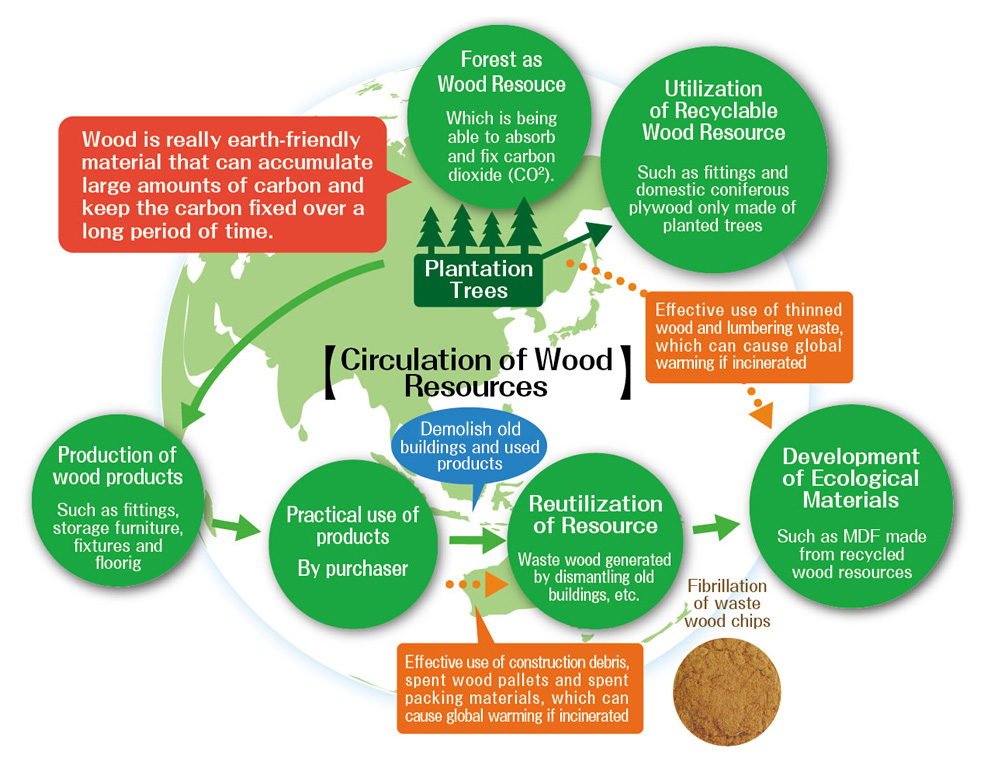 Forest as
Wood Resouce
Which is being
able to absorb
and fix carbon
dioxide (CO²).
Utilization
of Recyclable
Wood Resource
Such as fittings and
domestic coniferous
plywood only made of
planted trees
Wood is really earth-friendly
material that can accumulate
large amounts of carbon and
keep the carbon fixed over a
long period of time.
Plantation
Trees
Effective use of thinned
wood and lumbering waste,
which can cause global
warming if incinerated
【Circulation of Wood
Resources】
Demolish old
buildings and used
products
Production of
wood products
Such as fittings,
storage furniture,
fixtures and
floorig
Practical use of
products
By purchaser
Reutilization
of Resource
Waste wood generated
by dismantling old
buildings, etc.
Development
of Ecological
Materials
Such as MDF made
from recycled
wood resources
Fibrillation
of waste
wood chips
Effective use of construction debris,
spent wood pallets and spent
packing materials, which can
cause global warming if incinerated